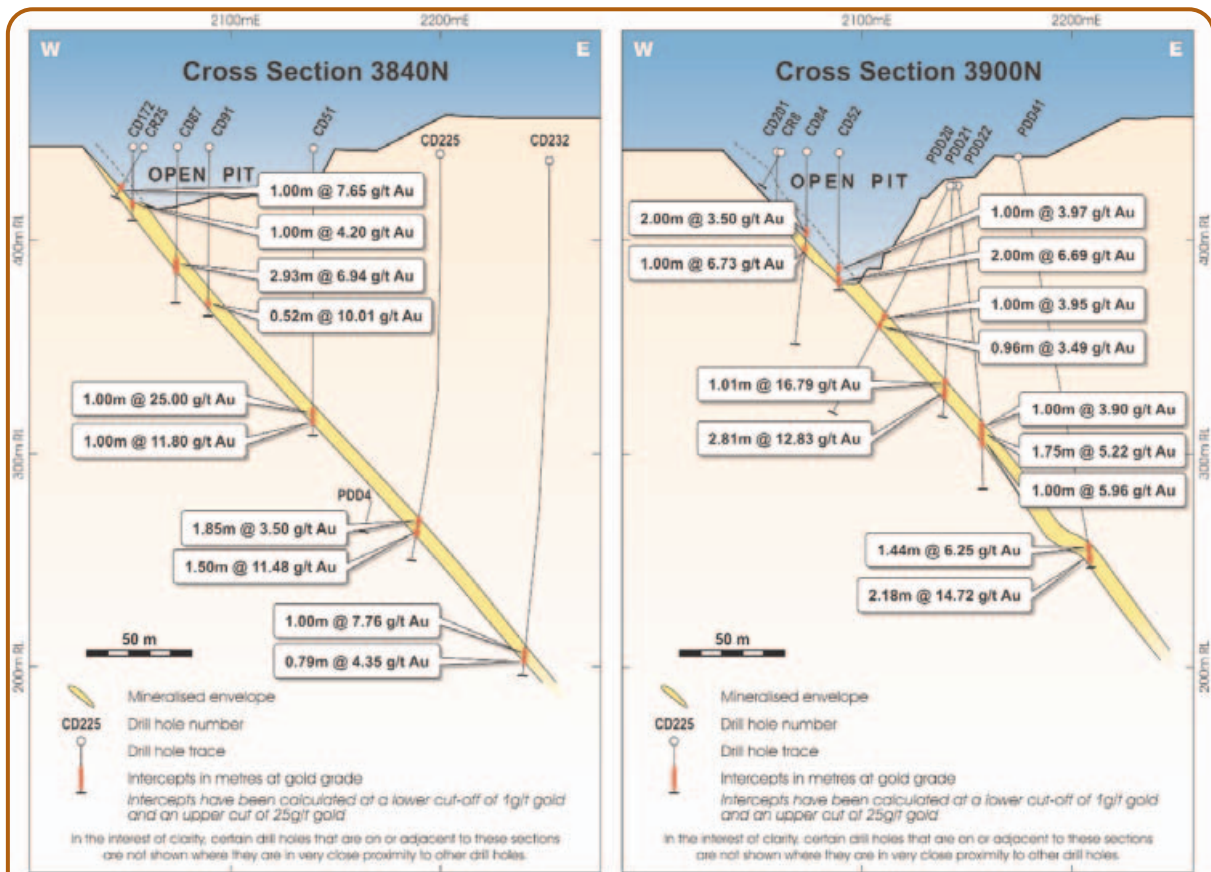 2100mE
2200mE
W
E
Cross Section 3840N
CD172
CR25
CD87
CD91
CD51
CD225
CD232
OPEN PIT
1.00m @ 7.65 g/t Au
1.00m @ 4.20 g/t Au
2.93m @ 6.94 g/t Au
0.52m @ 10.01 g/t Au
1.00m @ 25.00 g/t Au
1.00m @ 11.80 g/t Au
PDD4
1.85m @ 3.50 g/t Au
1.50m @ 11.48 g/t Au
1.00m @ 7.76 g/t Au
0.79m @ 4.35 g/t Au
400m RL
300m RL
200m RL
50 m
Mineralised envelope
CD225 Drill hole number
Drill hole trace
Intercepts in metres at gold grade
Intercepts have been calculated at a lower cut-off of 1g/t gold
and an upper cut of 25g/t gold
In the interest of clarity, certain drill holes that are on or adjacent to these sections
are not shown where they are in very close proximity to other drill holes.
2100mE
2200mE
W
E
Cross Section 3900N
CD201
CR8
CD84
CD52
PDD28
PDD21
PDD22
PDD41
OPEN PIT
2.00m @ 3.50 g/t Au
1.00m @ 6.73 g/t Au
1.00m @ 3.97 g/t Au
2.00m @ 6.69 g/t Au
1.00m @ 3.95 g/t Au
0.96m @ 3.49 g/t Au
1.01m @ 16.79 g/t Au
2.81m @ 12.83 g/t Au
1.00m @ 3.90 g/t Au
1.75m @ 5.22 g/t Au
1.00m @ 5.96 g/t Au
1.44m @ 6.25 g/t Au
2.18m @ 14.72 g/t Au
400m RL
300m RL
200m RL
400m RL
300m RL
200m RL
50 m
Mineralised envelope
CD225 Drill hole number
Drill hole trace
Intercepts in metres at gold grade
Intercepts have been calculated at a lower cut-off of 1g/t gold
and an upper cut of 25g/t gold
In the interest of clarity, certain drill holes that are on or adjacent to these sections
are not shown where they are in very close proximity to other drill holes.